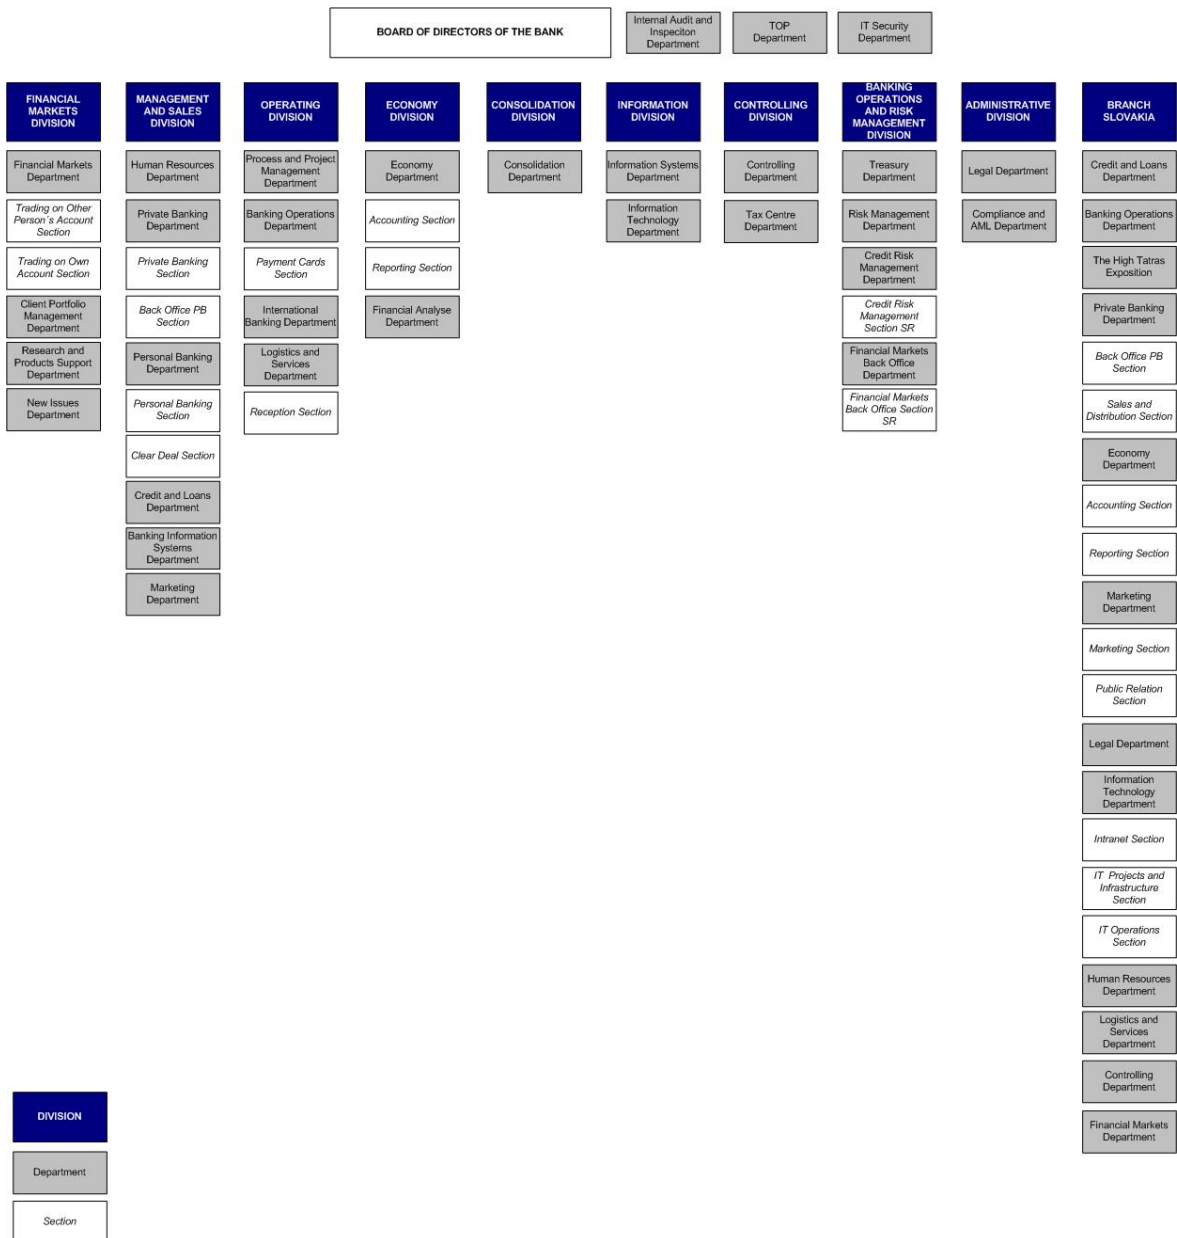 BOARD OF DIRECTORS OF THE BANK
Internal Audit and
Inspeciton
Department
TOP
Department
IT Security
Department
FINANCIAL
MARKETS
DIVISION
Financial Markets
Department
Trading on Other
Person´s Account
Section
Trading on Own
Account Section
Client Portfolio
Management
Department
Research and
Products Support
Department
New Issues
Department
MANAGEMENT
AND SALES
DIVISION
Human Resources
Department
Private Banking
Department
Private Banking
Section
Back Office PB
Section
Personal Banking
Department
Personal Banking
Section
Clear Deal Section
Credit and Loans
Department
Banking Information
Systems
Department
Marketing
Department
OPERATING
DIVISION
Process and Project
Management
Department
Banking Operations
Department
Payment Cards
Section
International
Banking Department
Logistics and
Services
Department
Reception Section
ECONOMY
DIVISION
Economy
Department
Accounting Section
Reporting Section
Financial Analyse
Department
CONSOLIDATION
DIVISION
Consolidation
Department
INFORMATION
DIVISION
Information Systems
Department
Information
Technology
Department
CONTROLLING
DIVISION
Controlling
Department
Tax Centre
Department
BANKING
OPERATIONS
AND RISK
MANAGEMENT
DIVISION
Treasury
Department
Risk Management
Department
Credit Risk
Management
Department
Credit Risk
Management
Section SR
Financial Markets
Back Office
Department
Financial Markets
Back Office Section
SR
ADMINISTRATIVE
DIVISION
Legal Department
Compliance and
AML Department
BRANCH
SLOVAKIA
Credit and Loans
Department
Banking Operations
Department
The High Tatras
Exposition
Private Banking
Department
Back Office PB
Section
Sales and
Distribution Section
Economy
Department
Accounting Section
Reporting Section
Marketing
Department
Marketing Section
Public Relation
Section
Legal Department
Information
Technology
Department
Intranet Section
IT Projects and
Infrastructure
Section
IT Operations
Section
Human Resources
Department
Logistics and
Services
Department
Controlling
Department
Financial Markets
Department
DIVISION
Department
Section